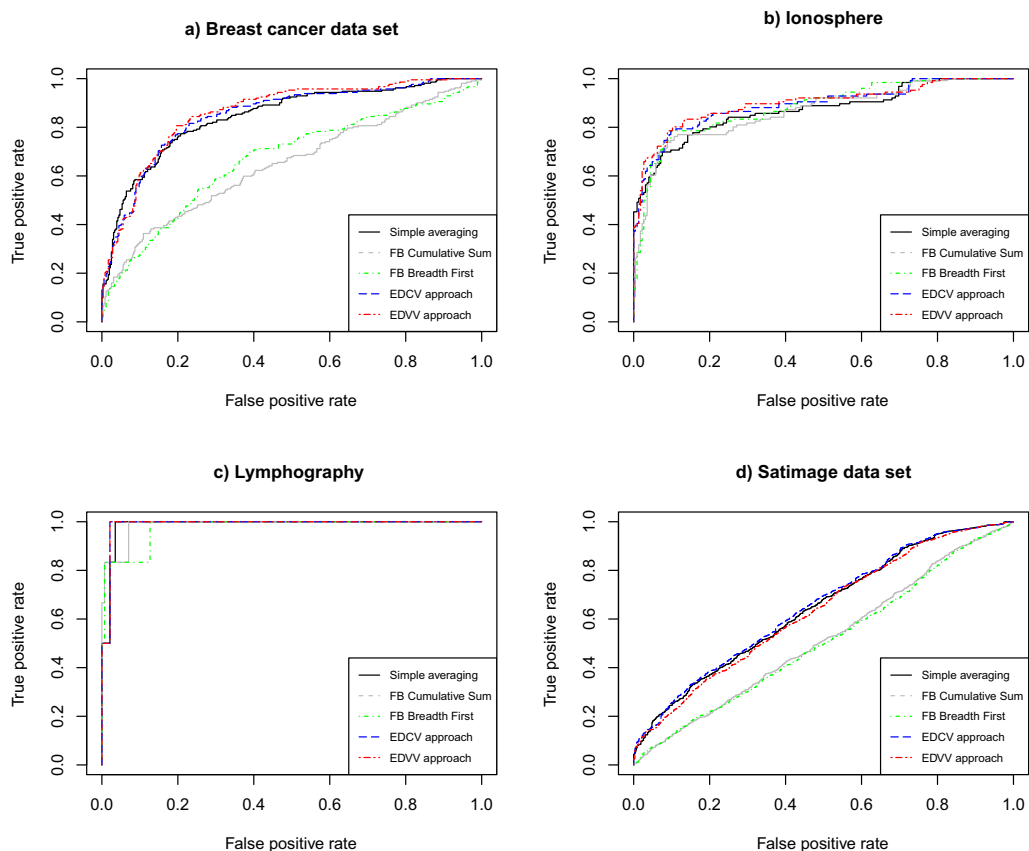 a) Breast cancer data set
True positive rate
1.0
0.8
0.6
0.4
0.2
0.0
Simple averaging
FB Cumulative Sum
FB Breadth First
EDCV approach
EDVV approach
0.0 0.2 0.4 0.6 0.8 1.0
False positive rate
b) Ionosphere
True positive rate
1.0
0.8
0.6
0.4
0.2
0.0
Simple averaging
FB Cumulative Sum
FB Breadth First
EDCV approach
EDVV approach
0.0 0.2 0.4 0.6 0.8 1.0
False positive rate
c) Lymphography
True positive rate
1.0
0.8
0.6
0.4
0.2
0.0
Simple averaging
FB Cumulative Sum
FB Breadth First
EDCV approach
EDVV approach
0.0 0.2 0.4 0.6 0.8 1.0
False positive rate
d) Satimage data set
True positive rate
1.0
0.8
0.6
0.4
0.2
0.0
Simple averaging
FB Cumulative Sum
FB Breadth First
EDCV approach
EDVV approach
0.0 0.2 0.4 0.6 0.8 1.0
False positive rate